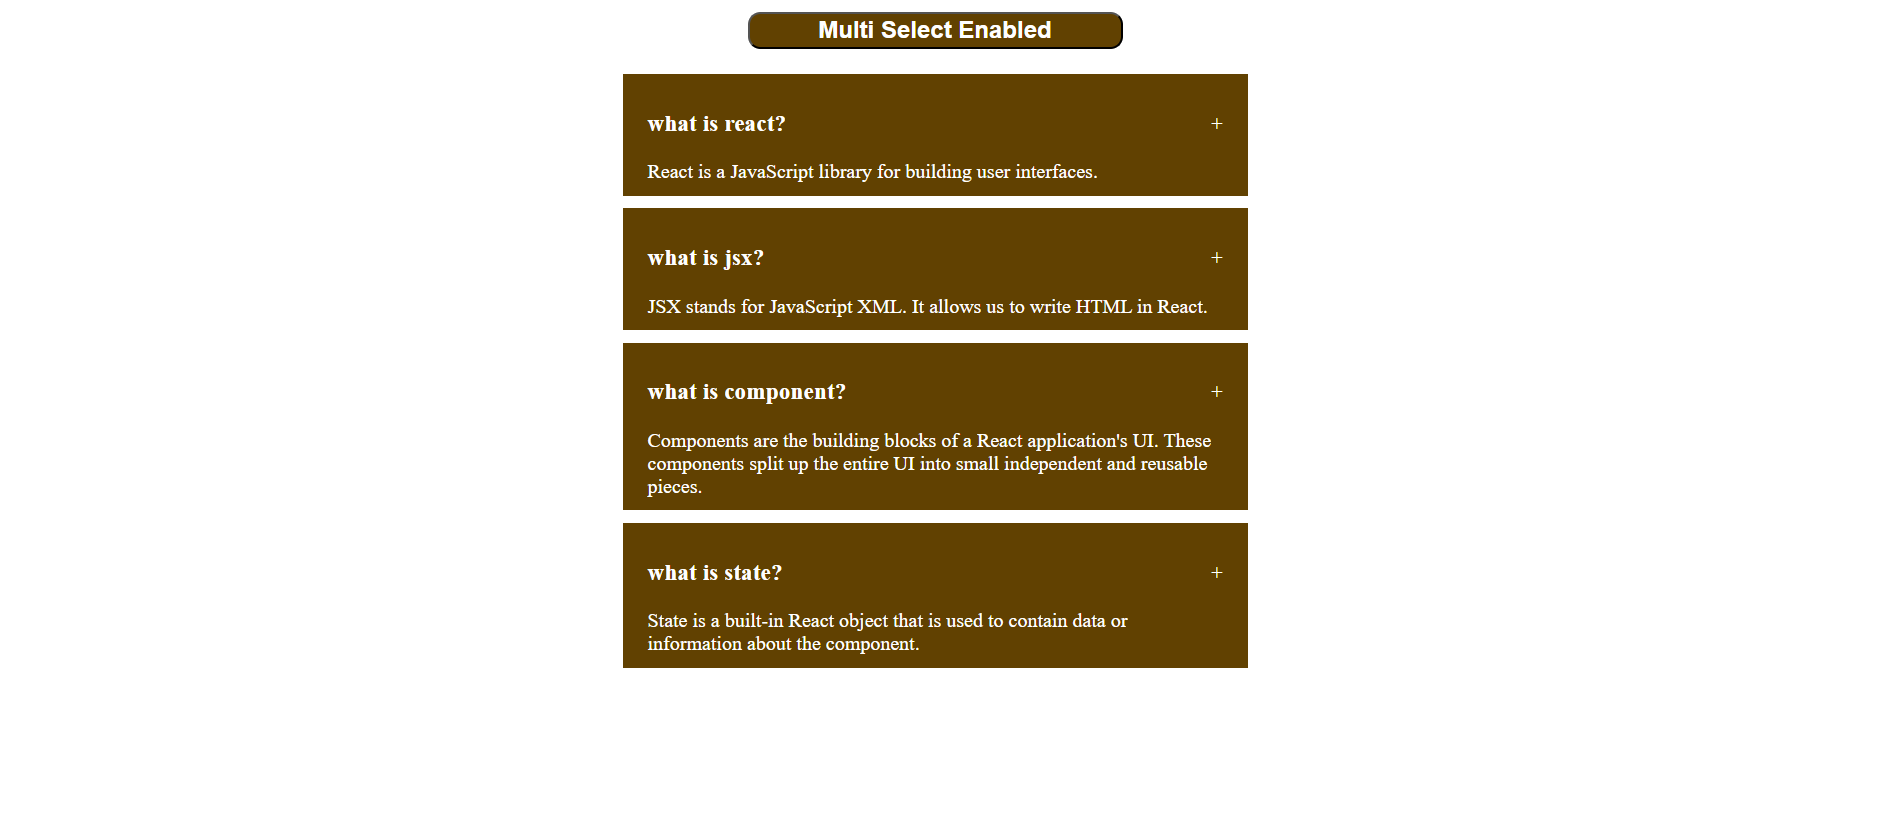 Multi Select Enabled
what is react? +
React is a JavaScript library for building user interfaces.
what is jsx? +
JSX stands for JavaScript XML. It allows us to write HTML in React.
what is component? +
Components are the building blocks of a React application's UI. These
components split up the entire UI into small independent and reusable
pieces.
what is state? +
State is a built-in React object that is used to contain data or
information about the component.